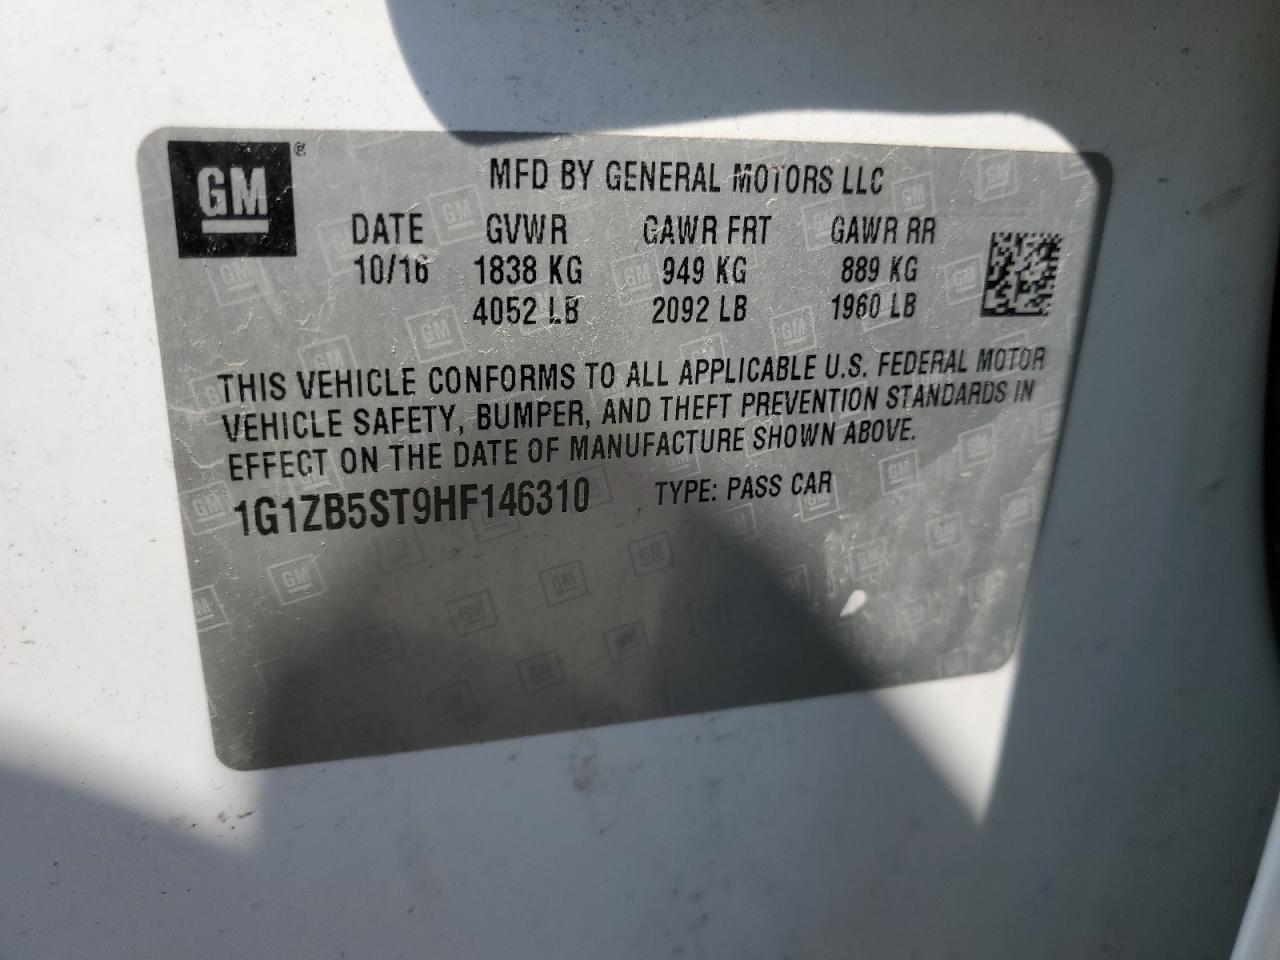 GM®
MFD BY GENERAL MOTORS LLC
DATE GVWR GAWR FRT GAWR RR
10/16 1838 KG 949 KG 889 KG
4052 LB 2092 LB 1960 LB
THIS VEHICLE CONFORMS TO ALL APPLICABLE U.S. FEDERAL MOTOR
VEHICLE SAFETY, BUMPER, AND THEFT PREVENTION STANDARDS IN
EFFECT ON THE DATE OF MANUFACTURE SHOWN ABOVE.
1G1ZB5ST9HF146310 TYPE: PASS CAR